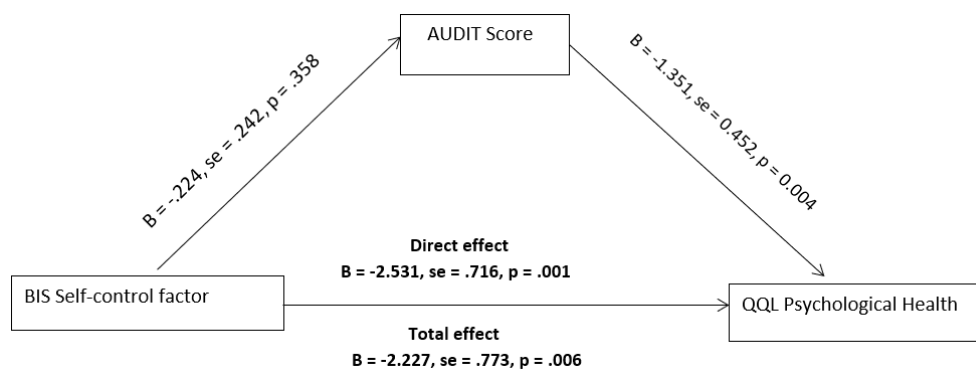 AUDIT Score
B = -.224, se = .242, p = .358
B = -1.351, se = 0.452, p = 0.004
Direct effect
B = -2.531, se = .716, p = .001
BIS Self-control factor
QQL Psychological Health
Total effect
B = -2.227, se = .773, p = .006